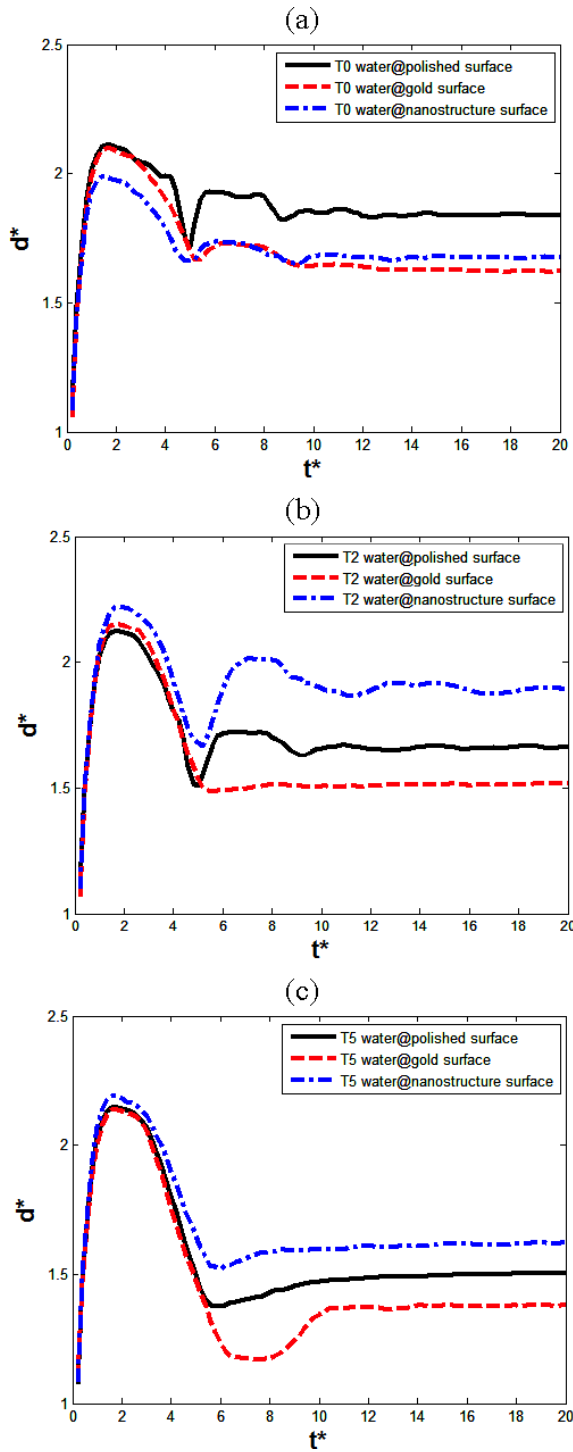 (a)
2.5
2
1.5
1
d*
T0 water@polished surface
T0 water@gold surface
T0 water@nanostructure surface
0 2 4 6 8 10 12 14 16 18 20
t*
(b)
2.5
2
1.5
1
d*
T2 water@polished surface
T2 water@gold surface
T2 water@nanostructure surface
0 2 4 6 8 10 12 14 16 18 20
t*
(c)
2.5
2
1.5
1
d*
T5 water@polished surface
T5 water@gold surface
T5 water@nanostructure surface
0 2 4 6 8 10 12 14 16 18 20
t*